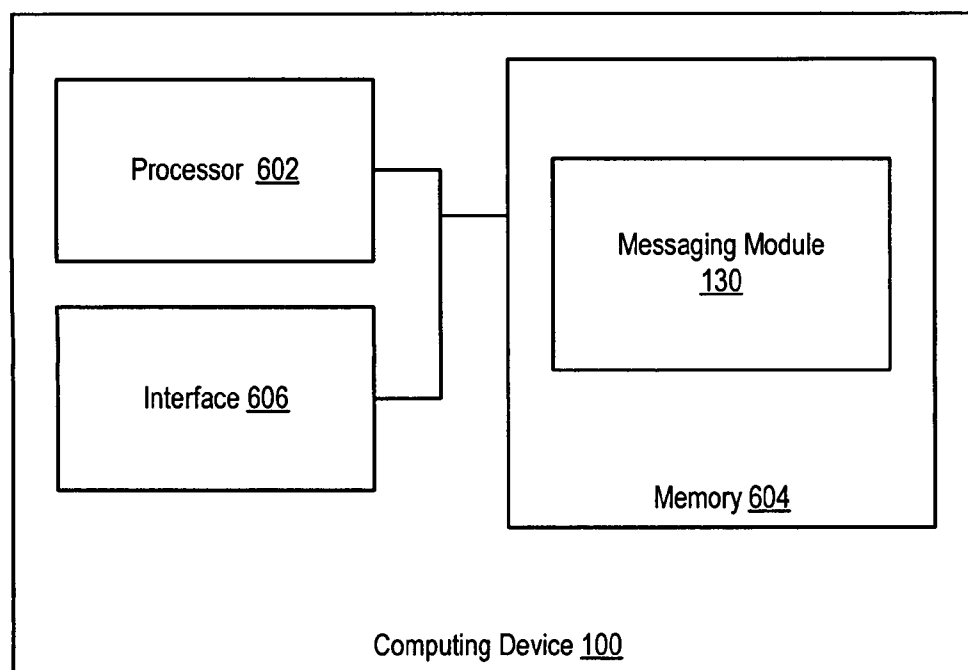 Processor 602
Messaging Module
130
Interface 606
Memory 604
Computing Device 100